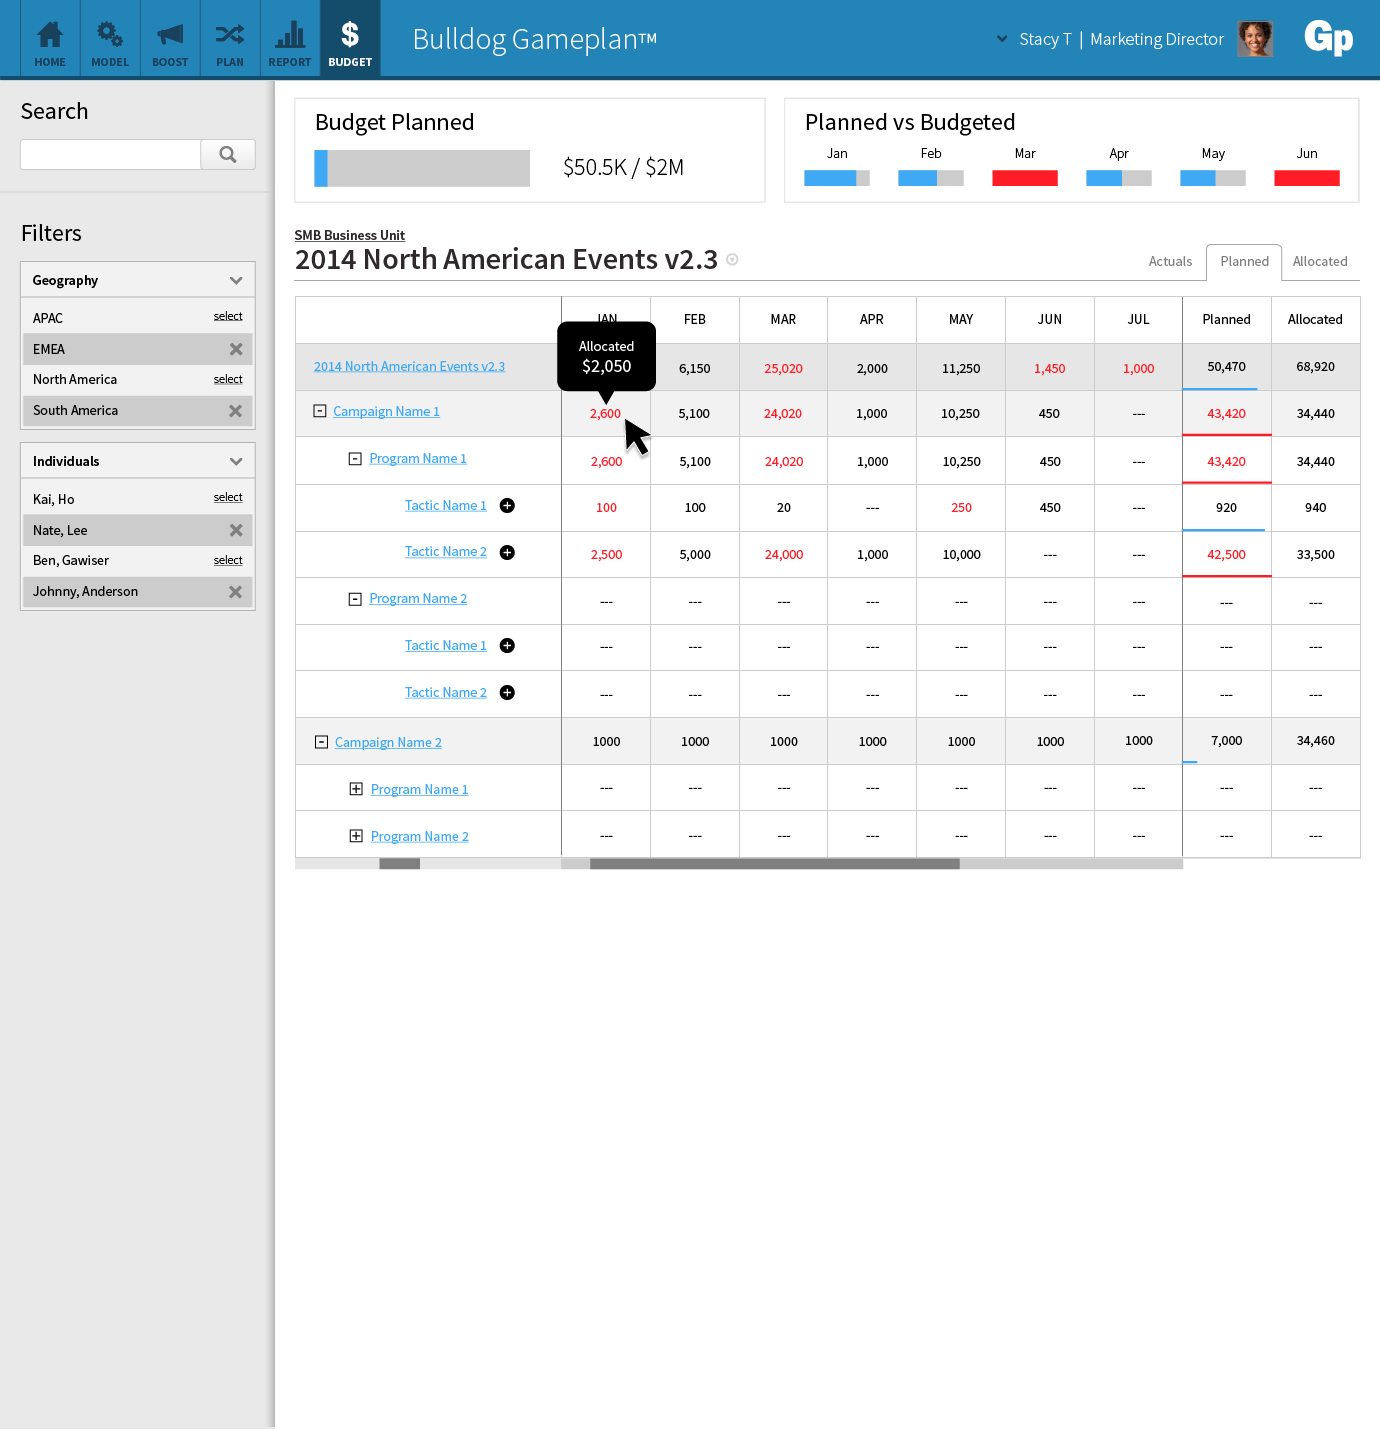 HOME MODEL BOOST PLAN REPORT $ BUDGET Bulldog Gameplan™ Stacy T | Marketing Director Gp
Search
Filters
Geography
APAC select
EMEA
North America select
South America
Individuals
Kai, Ho select
Nate, Lee
Ben, Gawiser select
Johnny, Anderson
Budget Planned
$50.5K / $2M
Planned vs Budgeted
Jan Feb Mar Apr May Jun
SMB Business Unit
2014 North American Events v2.3
Actuals Planned Allocated
JAN FEB MAR APR MAY JUN JUL Planned Allocated
Allocated
$2,050
2014 North American Events v2.3 6,150 25,020 2,000 11,250 1,450 1,000 50,470 68,920
Campaign Name 1 2,600 5,100 24,020 1,000 10,250 450 --- 43,420 34,440
Program Name 1 2,600 5,100 24,020 1,000 10,250 450 --- 43,420 34,440
Tactic Name 1 100 100 20 --- 250 450 --- 920 940
Tactic Name 2 2,500 5,000 24,000 1,000 10,000 --- --- 42,500 33,500
Program Name 2 --- --- --- --- --- --- --- --- ---
Tactic Name 1 --- --- --- --- --- --- --- --- ---
Tactic Name 2 --- --- --- --- --- --- --- --- ---
Campaign Name 2 1000 1000 1000 1000 1000 1000 1000 7,000 34,460
Program Name 1 --- --- --- --- --- --- --- --- ---
Program Name 2 --- --- --- --- --- --- --- --- ---